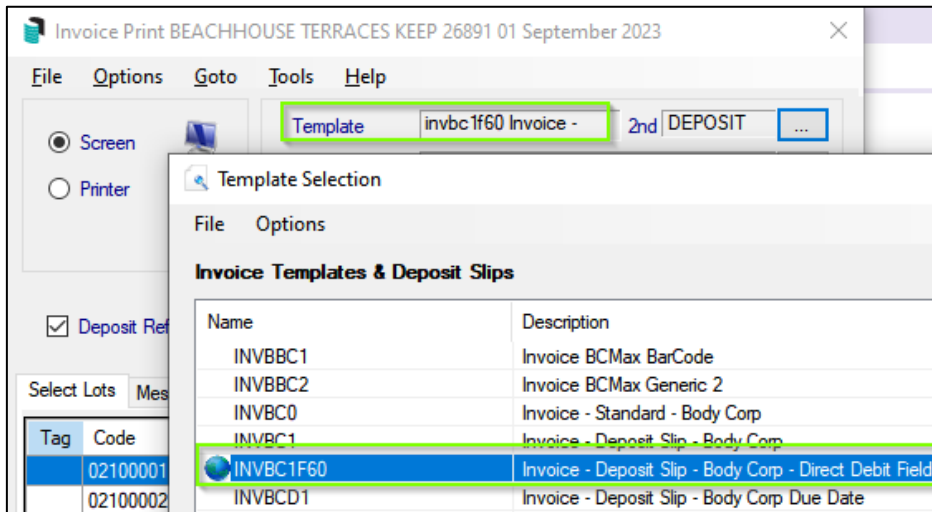 Invoice Print BEACHHOUSE TERRACES KEEP 26891 01 September 2023
File Options Goto Tools Help
Screen
Printer
Template invbc1f60 Invoice - 2nd DEPOSIT ...
Template Selection
File Options
Invoice Templates & Deposit Slips
Name Description
INVBBC1 Invoice BCMax BarCode
INVBBC2 Invoice BCMax Generic 2
INVBC0 Invoice - Standard - Body Corp
INVBC1 Invoice - Deposit Slip - Body Corp
INVBC1F60 Invoice - Deposit Slip - Body Corp - Direct Debit Field
INVBCD1 Invoice - Deposit Slip - Body Corp Due Date
Deposit Ref
Select Lots Mes
Tag Code
02100001
02100002